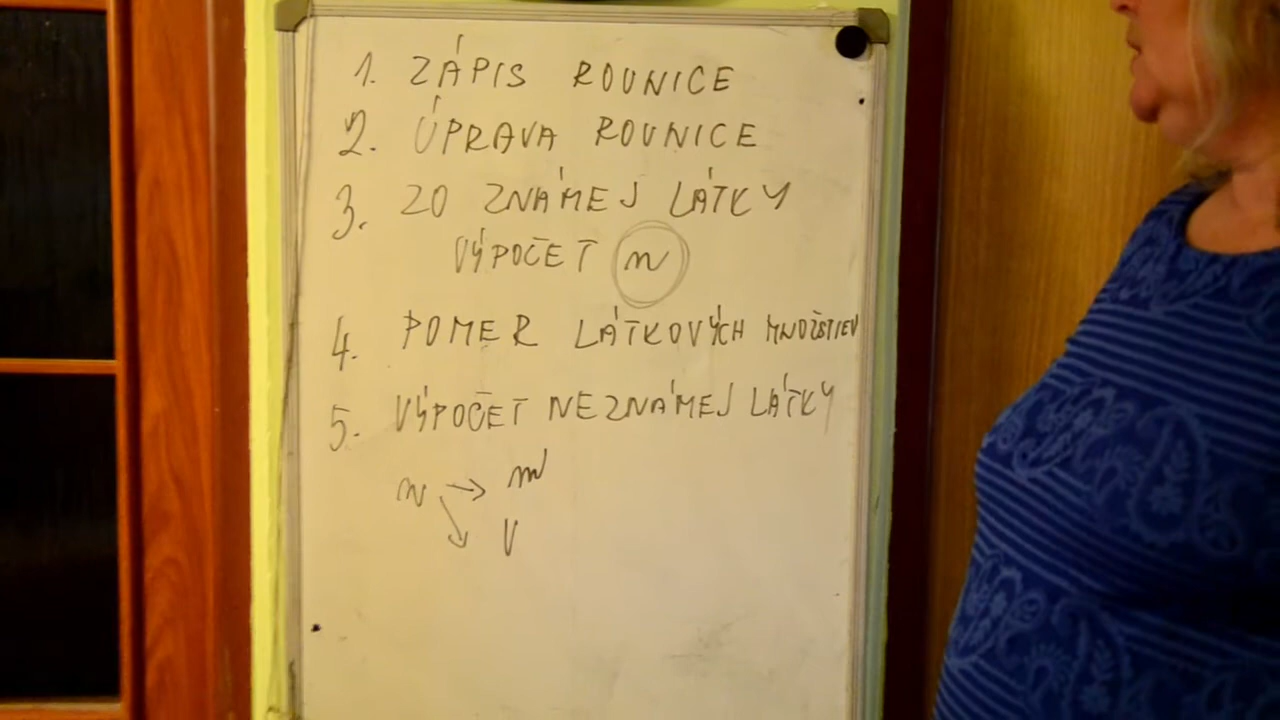 1. ZÁPIS ROVNICE
2. ÚPRAVA ROVNICE
3. ZO ZNÁMEJ LÁTKY
VÝPOČET n
4. POMER LÁTKOVÝCH MNOŽSTIEV
5. VÝPOČET NEZNÁMEJ LÁTKY
n → m
↘ V